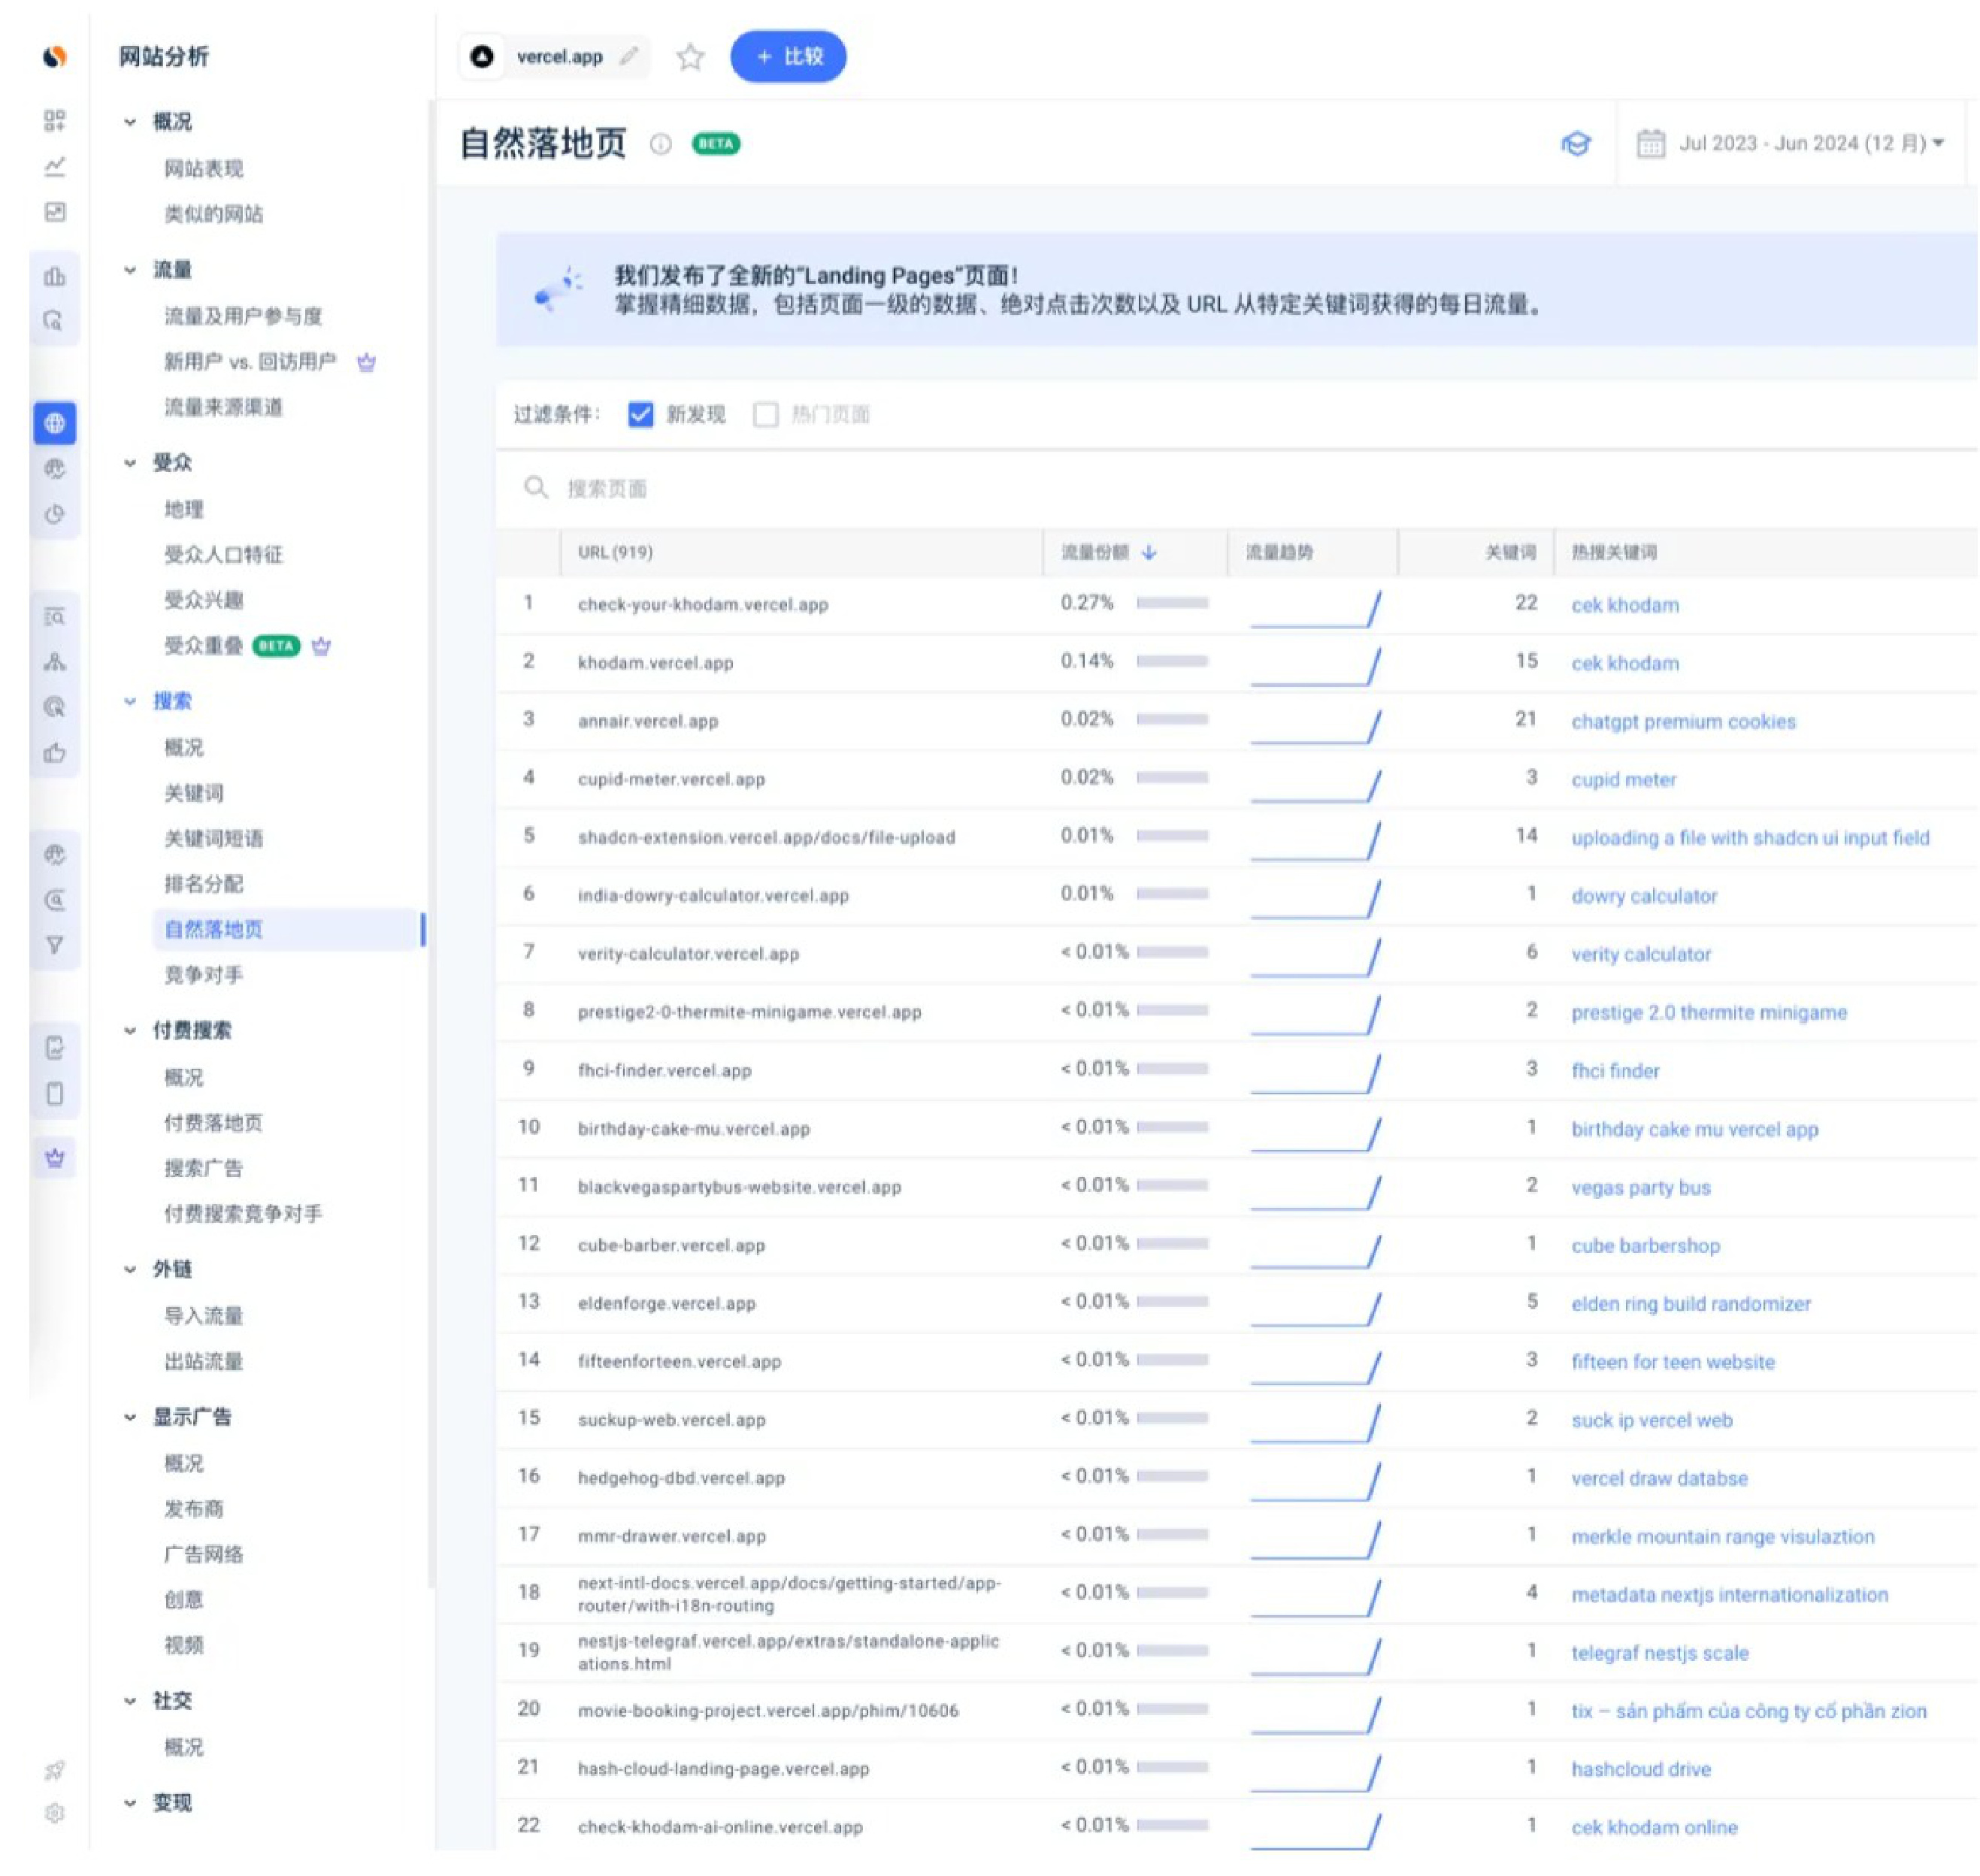 网站分析
概况
网站表现
类似的网站
流量
流量及用户参与度
新用户 vs. 回访用户
流量来源渠道
受众
地理
受众人口特征
受众兴趣
受众重叠 BETA
搜索
概况
关键词
关键词短语
排名分配
自然落地页
竞争对手
付费搜索
概况
付费落地页
搜索广告
付费搜索竞争对手
外链
导入流量
出站流量
显示广告
概况
发布商
广告网络
创意
视频
社交
概况
变现
vercel.app
+ 比较
自然落地页 BETA
Jul 2023 - Jun 2024 (12 月)
我们发布了全新的“Landing Pages”页面!
掌握精细数据，包括页面一级的数据、绝对点击次数以及 URL 从特定关键词获得的每日流量。
过滤条件: 新发现 热门页面
搜索页面
URL (919) 流量份额 流量趋势 关键词 热搜关键词
1 check-your-khodam.vercel.app 0.27% 22 cek khodam
2 khodam.vercel.app 0.14% 15 cek khodam
3 annair.vercel.app 0.02% 21 chatgpt premium cookies
4 cupid-meter.vercel.app 0.02% 3 cupid meter
5 shadcn-extension.vercel.app/docs/file-upload 0.01% 14 uploading a file with shadcn ui input field
6 india-dowry-calculator.vercel.app 0.01% 1 dowry calculator
7 verity-calculator.vercel.app < 0.01% 6 verity calculator
8 prestige2-0-thermite-minigame.vercel.app < 0.01% 2 prestige 2.0 thermite minigame
9 fhci-finder.vercel.app < 0.01% 3 fhci finder
10 birthday-cake-mu.vercel.app < 0.01% 1 birthday cake mu vercel app
11 blackvegaspartybus-website.vercel.app < 0.01% 2 vegas party bus
12 cube-barber.vercel.app < 0.01% 1 cube barbershop
13 eldenforge.vercel.app < 0.01% 5 elden ring build randomizer
14 fifteenforteen.vercel.app < 0.01% 3 fifteen for teen website
15 suckup-web.vercel.app < 0.01% 2 suck ip vercel web
16 hedgehog-dbd.vercel.app < 0.01% 1 vercel draw databse
17 mmr-drawer.vercel.app < 0.01% 1 merkle mountain range visulaztion
18 next-intl-docs.vercel.app/docs/getting-started/app-
router/with-i18n-routing < 0.01% 4 metadata nextjs internationalization
19 nestjs-telegraf.vercel.app/extras/standalone-applic
ations.html < 0.01% 1 telegraf nestjs scale
20 movie-booking-project.vercel.app/phim/10606 < 0.01% 1 tix – sản phẩm của công ty cổ phần zion
21 hash-cloud-landing-page.vercel.app < 0.01% 1 hashcloud drive
22 check-khodam-ai-online.vercel.app < 0.01% 1 cek khodam online